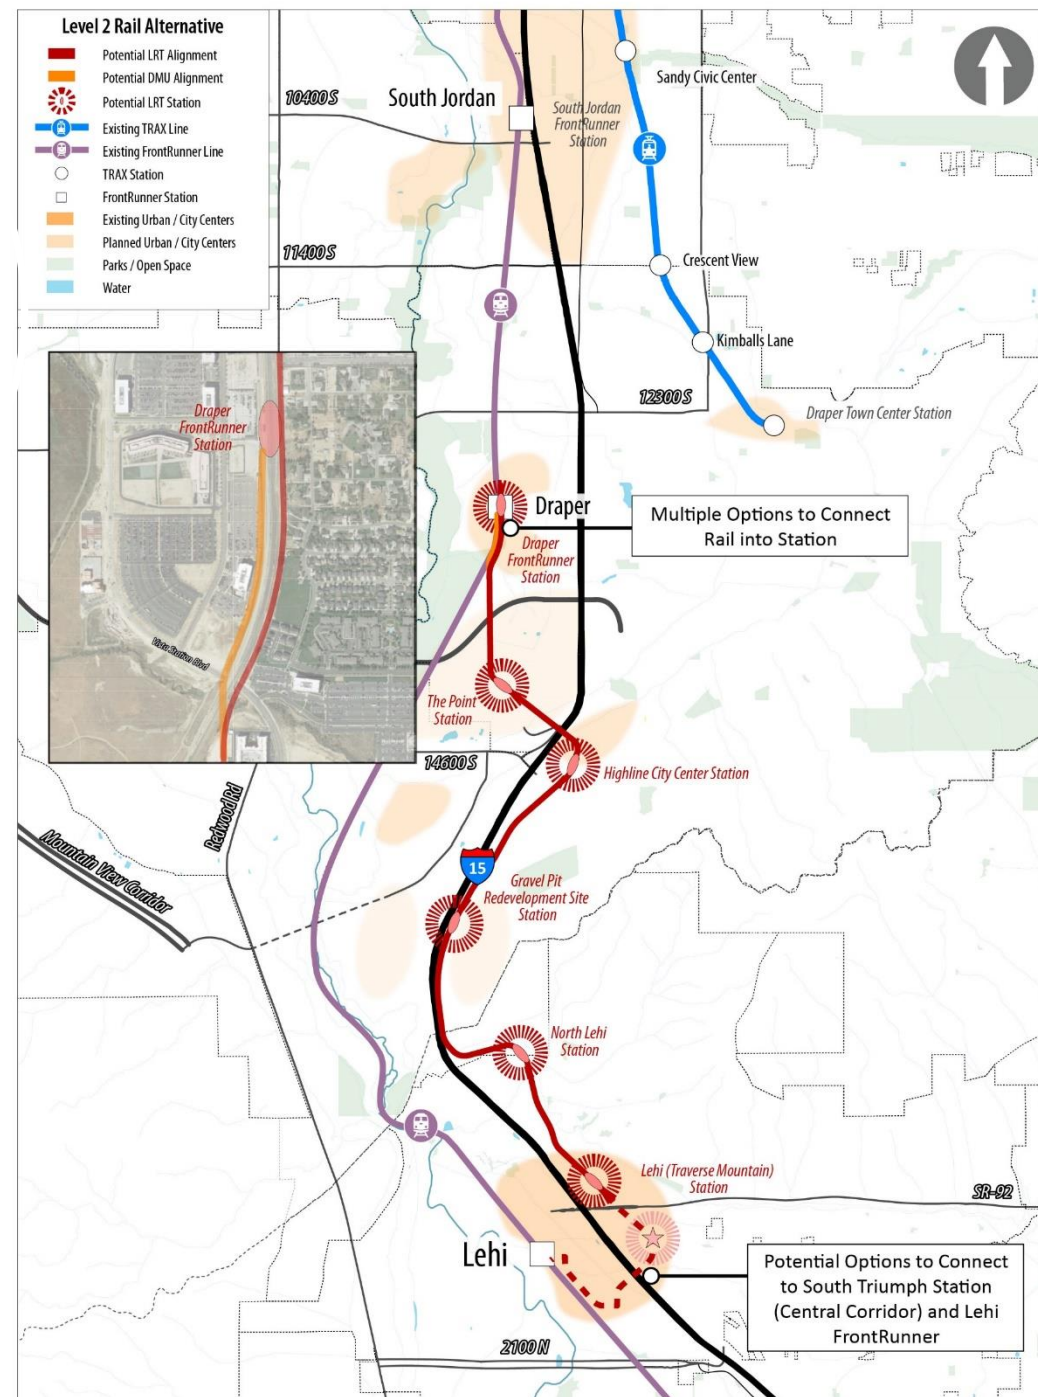 Level 2 Rail Alternative
Potential LRT Alignment
Potential DMU Alignment
Potential LRT Station
Existing TRAX Line
Existing FrontRunner Line
TRAX Station
FrontRunner Station
Existing Urban / City Centers
Planned Urban / City Centers
Parks / Open Space
Water
Sandy Civic Center
10400 S
South Jordan
South Jordan
FrontRunner
Station
11400 S
Crescent View
Kimballs Lane
12300 S
Draper Town Center Station
Draper
FrontRunner
Station
Vista Station Blvd
Draper
Draper
FrontRunner
Station
Multiple Options to Connect
Rail into Station
The Point
Station
14600 S
Highline City Center Station
Redwood Rd
Mountain View Corridor
15
Gravel Pit
Redevelopment Site
Station
North Lehi
Station
Lehi (Traverse Mountain)
Station
SR-92
Lehi
Potential Options to Connect
to South Triumph Station
(Central Corridor) and Lehi
FrontRunner
2100 N